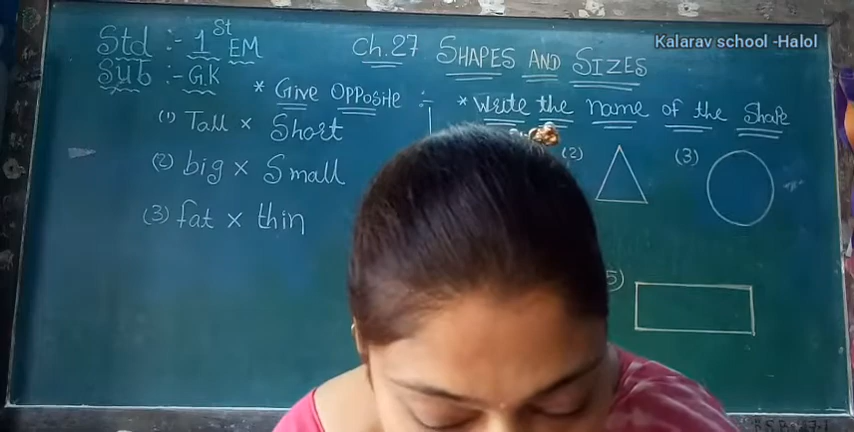 Std :- 1st EM
Sub :- G.K
Ch.27 SHAPES AND SIZES
Kalarav school -Halol
* Give OPPOSite :-
(1) Tall × Short
(2) big × Small
(3) fat × thin
* Write the name of the Shape
(2)
(3)
5)